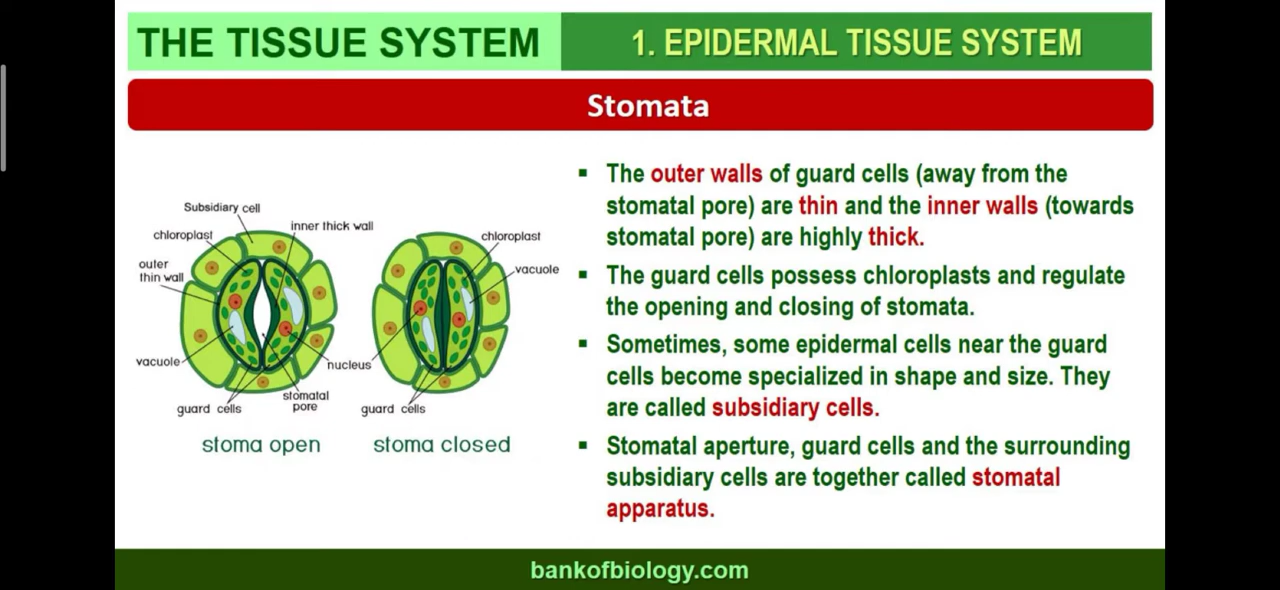 THE TISSUE SYSTEM
1. EPIDERMAL TISSUE SYSTEM
Stomata
Subsidiary cell
inner thick wall
chloroplast
outer
thin wall
vacuole
guard cells
stomatal
pore
nucleus
stoma open
chloroplast
vacuole
guard cells
stoma closed
▪ The outer walls of guard cells (away from the
stomatal pore) are thin and the inner walls (towards
stomatal pore) are highly thick.
▪ The guard cells possess chloroplasts and regulate
the opening and closing of stomata.
▪ Sometimes, some epidermal cells near the guard
cells become specialized in shape and size. They
are called subsidiary cells.
▪ Stomatal aperture, guard cells and the surrounding
subsidiary cells are together called stomatal
apparatus.
bankofbiology.com